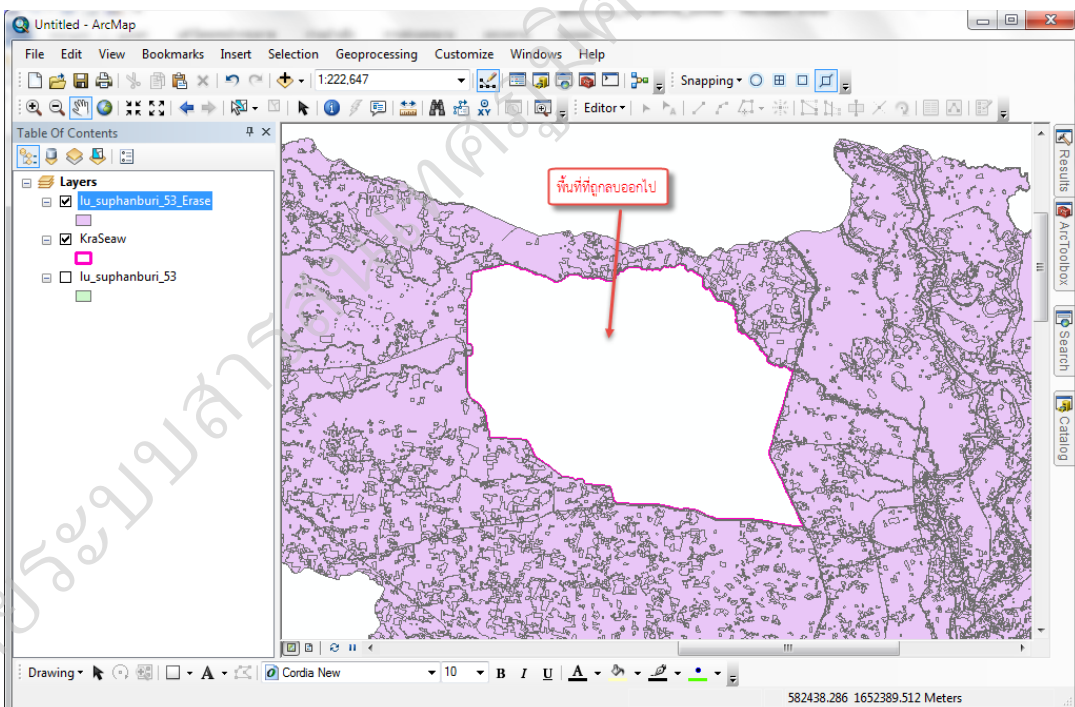 Untitled - ArcMap
File Edit View Bookmarks Insert Selection Geoprocessing Customize Windows Help
1:222,647
Snapping
Editor
Table Of Contents
Layers
lu_suphanburi_53_Erase
KraSeaw
lu_suphanburi_53
พื้นที่ที่ถูกลบออกไป
Results
ArcToolbox
Search
Catalog
Drawing
Cordia New
10
B I U A
582438.286 1652389.512 Meters